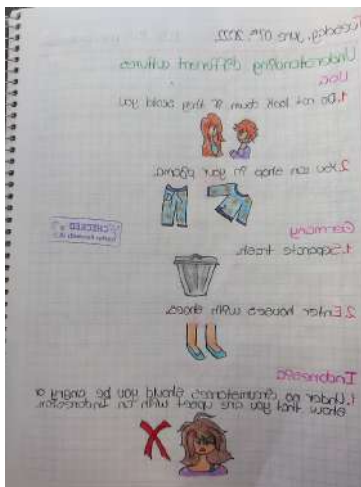 Tuesday, June 07th 2022.
Understanding different cultures
1.Do not look down if they scold you
2.You can shop in your pyjama.
Germany
1.Separate trash.
2.Enter houses with shoes.
Indonesia
1.Under no circumstances should you be angry or
show that you are upset with in Indonesian.
CHECKED